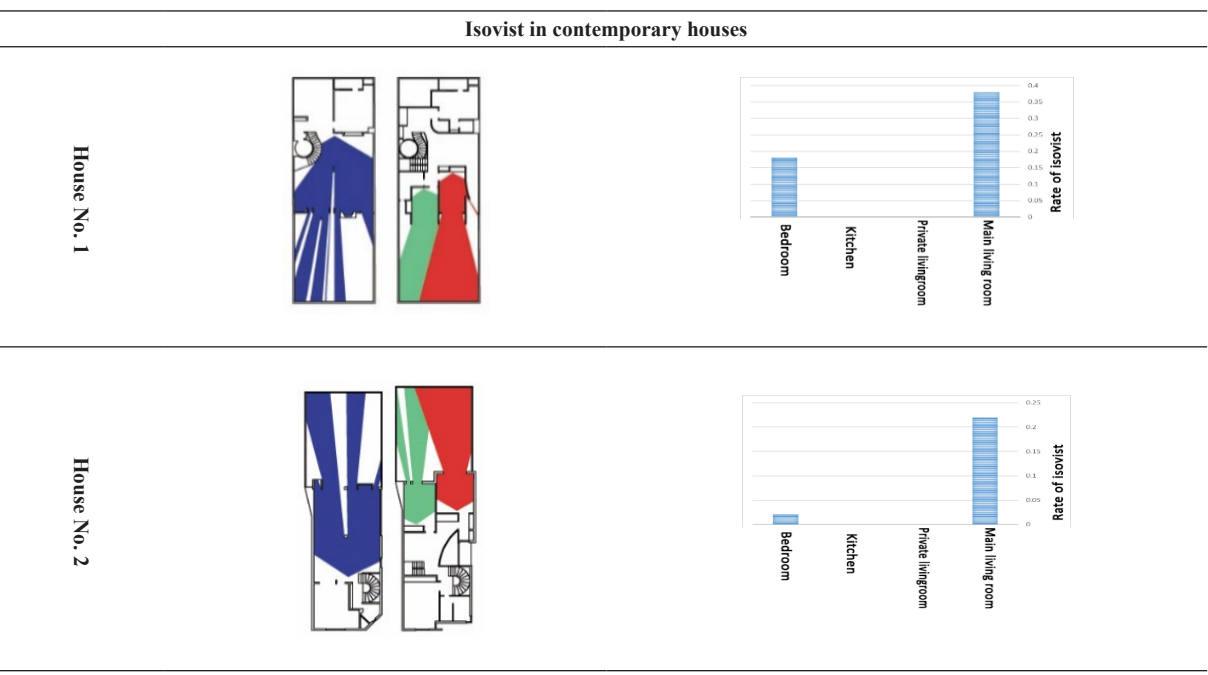 Isovist in contemporary houses
House No. 1
0.4
0.35
0.3
0.25
0.2
0.15
0.1
0.05
0
Rate of isovist
Bedroom
Kitchen
Private livingroom
Main living room
House No. 2
0.25
0.2
0.15
0.1
0.05
0
Rate of isovist
Bedroom
Kitchen
Private livingroom
Main living room